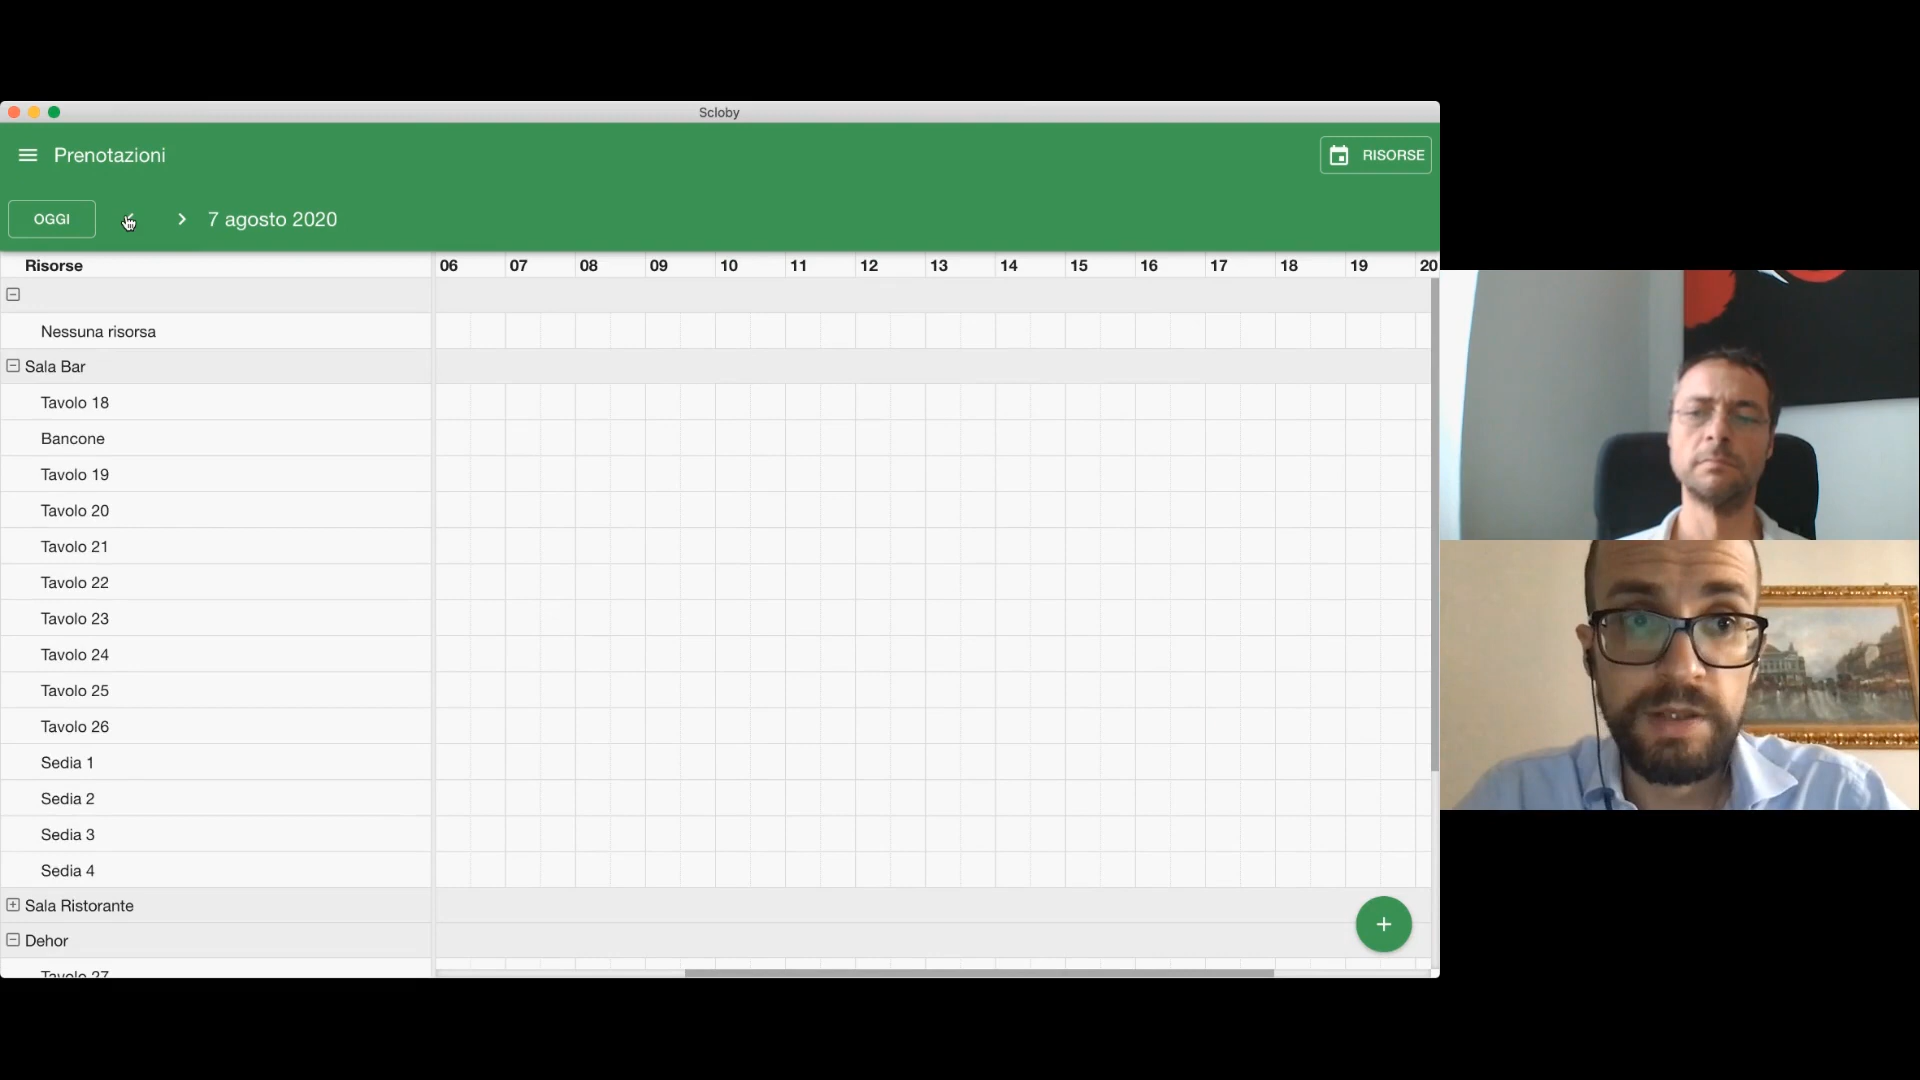 Scloby
Prenotazioni
RISORSE
OGGI
7 agosto 2020
Risorse
06 07 08 09 10 11 12 13 14 15 16 17 18 19 20
Nessuna risorsa
Sala Bar
Tavolo 18
Bancone
Tavolo 19
Tavolo 20
Tavolo 21
Tavolo 22
Tavolo 23
Tavolo 24
Tavolo 25
Tavolo 26
Sedia 1
Sedia 2
Sedia 3
Sedia 4
Sala Ristorante
Dehor
Tavolo 27